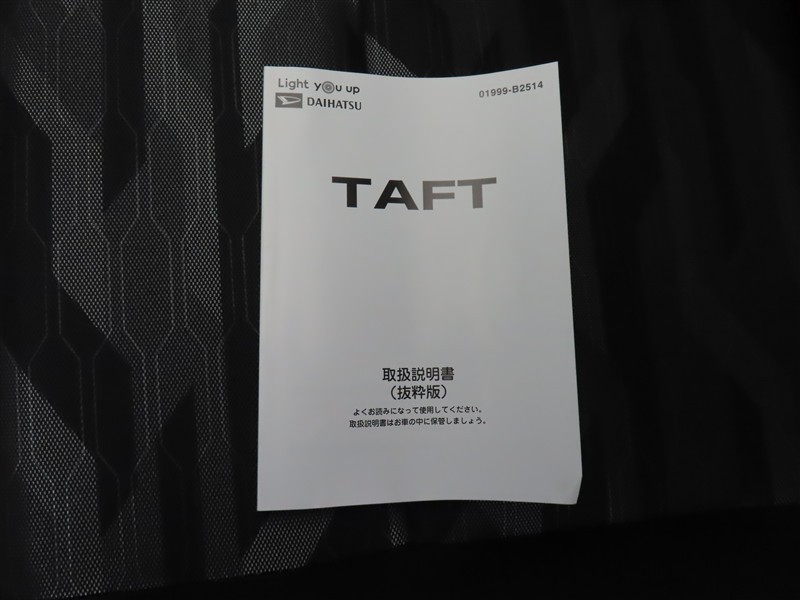 Light you up
DAIHATSU
01999-B2514
TAFT
取扱説明書
（抜粋版）
よくお読みになって使用してください。
取扱説明書はお車の中に保管しましょう。